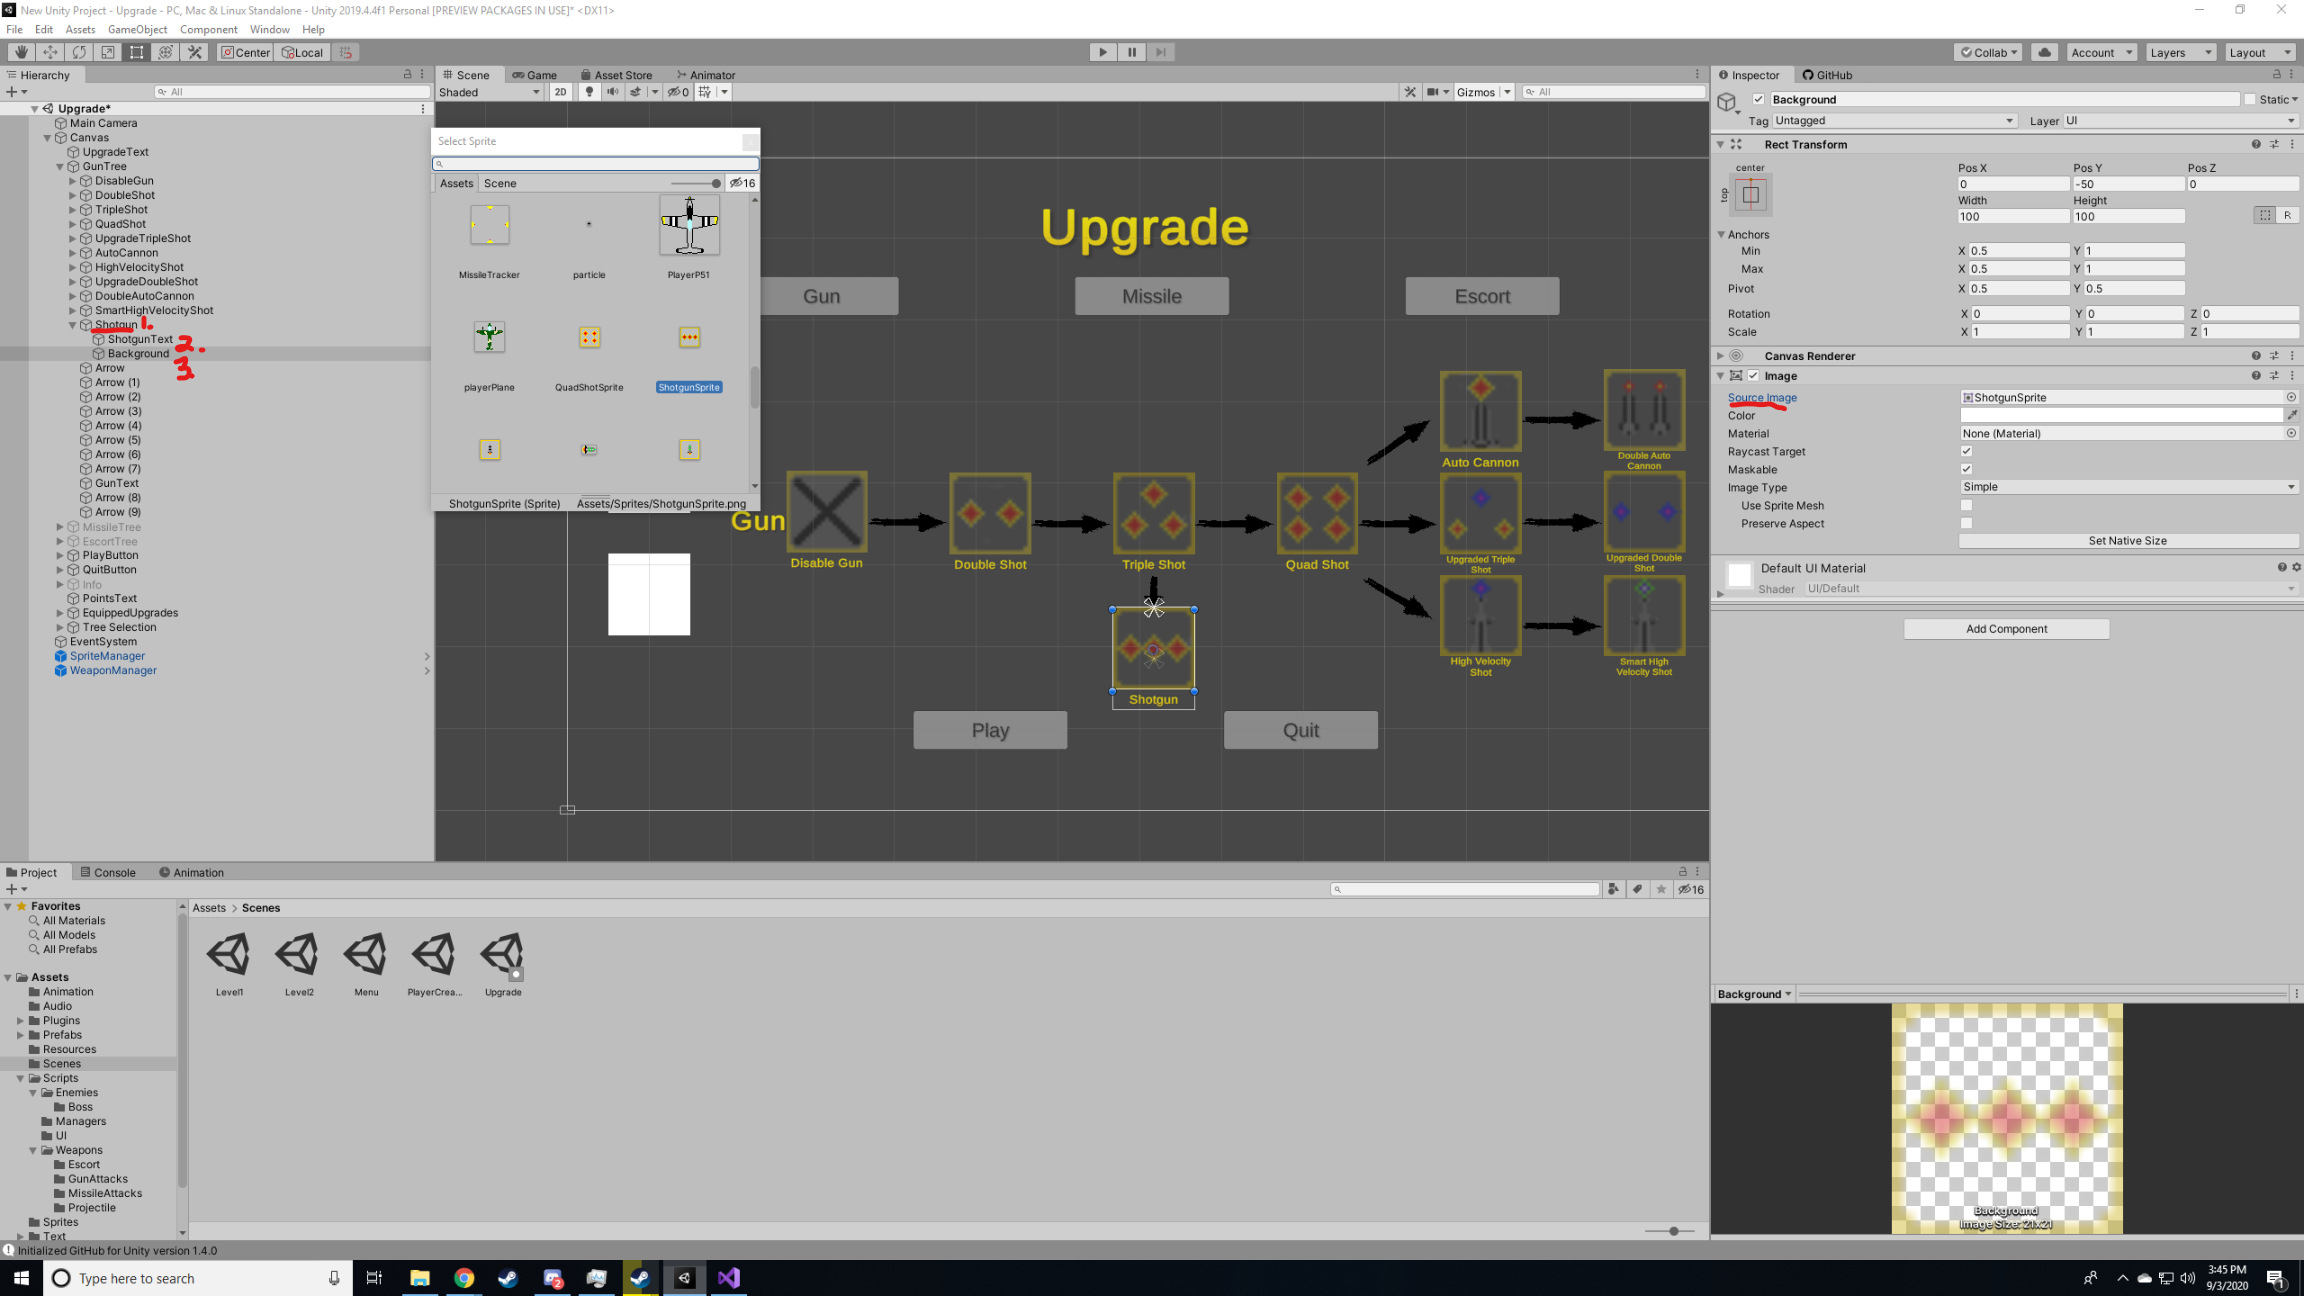 New Unity Project - Upgrade - PC, Mac & Linux Standalone - Unity 2019.4.4f1 Personal [PREVIEW PACKAGES IN USE]* <DX11>
File Edit Assets GameObject Component Window Help
Center Local Collab Account Layers Layout
Hierarchy
All
Upgrade*
Main Camera
Canvas
UpgradeText
GunTree
DisableGun
DoubleShot
TripleShot
QuadShot
UpgradeTripleShot
AutoCannon
HighVelocityShot
UpgradeDoubleShot
DoubleAutoCannon
SmartHighVelocityShot
Shotgun 1.
ShotgunText 2.
Background 3
Arrow
Arrow (1)
Arrow (2)
Arrow (3)
Arrow (4)
Arrow (5)
Arrow (6)
Arrow (7)
GunText
Arrow (8)
Arrow (9)
MissileTree
EscortTree
PlayButton
QuitButton
Info
PointsText
EquippedUpgrades
Tree Selection
EventSystem
SpriteManager
WeaponManager
Scene Game Asset Store Animator
Shaded 2D 0 Gizmos All
Select Sprite
Assets Scene 16
MissileTracker particle PlayerP51
playerPlane QuadShotSprite ShotgunSprite
ShotgunSprite (Sprite) Assets/Sprites/ShotgunSprite.png
Upgrade
Gun Missile Escort
Auto Cannon
Double Auto
Cannon
Gun
Disable Gun
Double Shot
Triple Shot
Quad Shot
Upgraded Triple
Shot
Upgraded Double
Shot
High Velocity
Shot
Smart High
Velocity Shot
Shotgun
Play Quit
Inspector GitHub
Background Static
Tag Untagged Layer UI
Rect Transform
center
top
Pos X Pos Y Pos Z
0 -50 0
Width Height
100 100 R
Anchors
Min X 0.5 Y 1
Max X 0.5 Y 1
Pivot X 0.5 Y 0.5
Rotation X 0 Y 0 Z 0
Scale X 1 Y 1 Z 1
Canvas Renderer
Image
Source Image ShotgunSprite
Color
Material None (Material)
Raycast Target
Maskable
Image Type Simple
Use Sprite Mesh
Preserve Aspect
Set Native Size
Default UI Material
Shader UI/Default
Add Component
Background
Background
Image Size: 21x21
Project Console Animation
16
Favorites
All Materials
All Models
All Prefabs
Assets
Animation
Audio
Plugins
Prefabs
Resources
Scenes
Scripts
Enemies
Boss
Managers
UI
Weapons
Escort
GunAttacks
MissileAttacks
Projectile
Sprites
Text
Assets > Scenes
Level1 Level2 Menu PlayerCrea... Upgrade
Initialized GitHub for Unity version 1.4.0
Type here to search
2
3:45 PM
9/3/2020
1